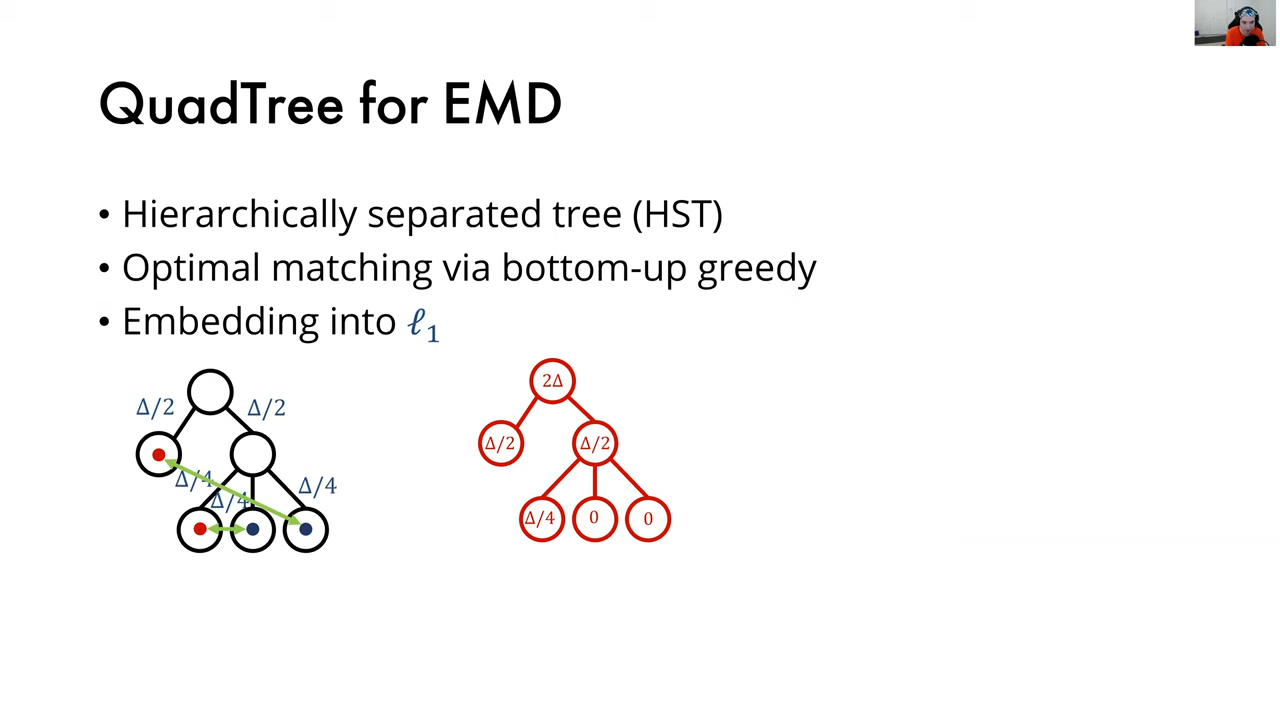 QuadTree for EMD
• Hierarchically separated tree (HST)
• Optimal matching via bottom-up greedy
• Embedding into ℓ₁
Δ/2
Δ/2
Δ/4
Δ/4
Δ/4
2Δ
Δ/2
Δ/2
Δ/4
0
0